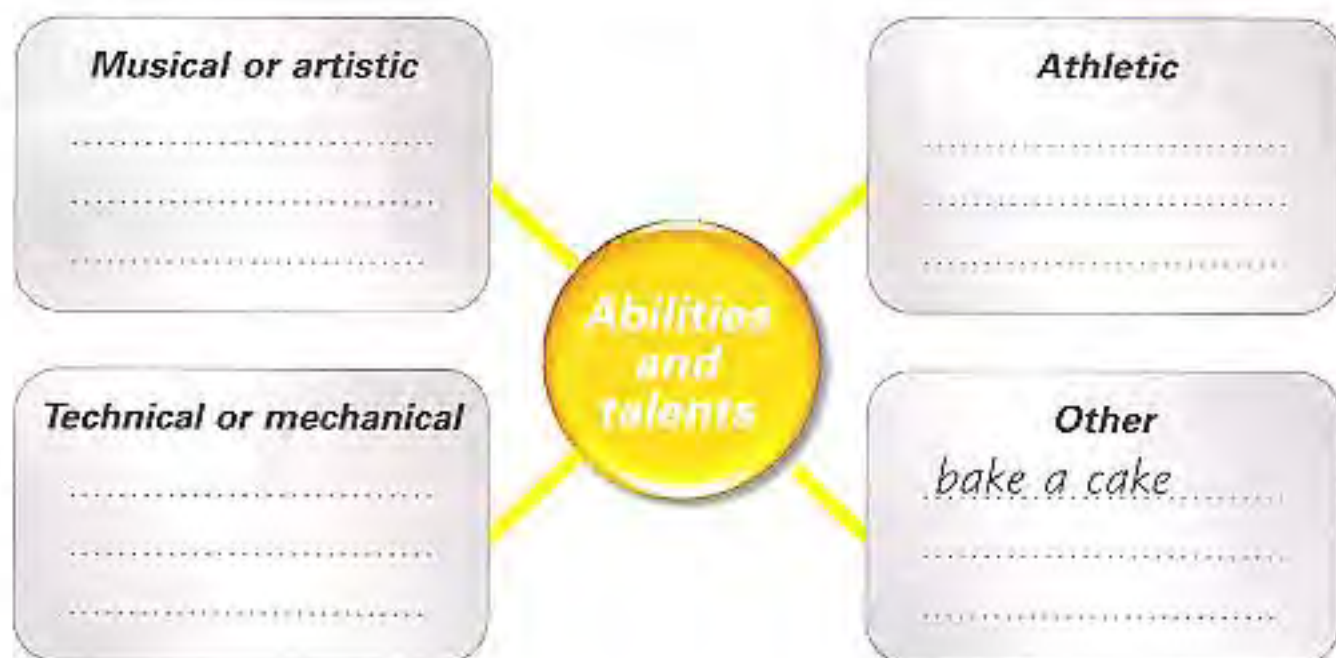 Musical or artistic
Athletic
Abilities
and
talents
Technical or mechanical
Other
bake a cake